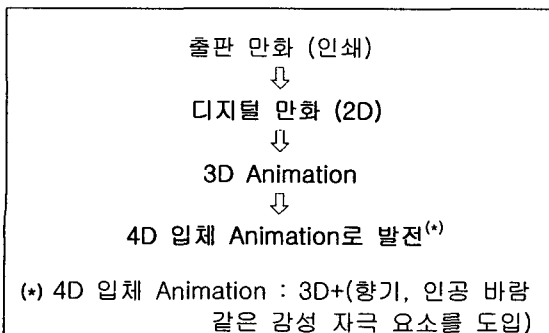 출판 만화 (인쇄)
⇩
디지털 만화 (2D)
⇩
3D Animation
⇩
4D 입체 Animation로 발전(*)
(*) 4D 입체 Animation : 3D+(향기, 인공 바람
같은 감성 자극 요소를 도입)